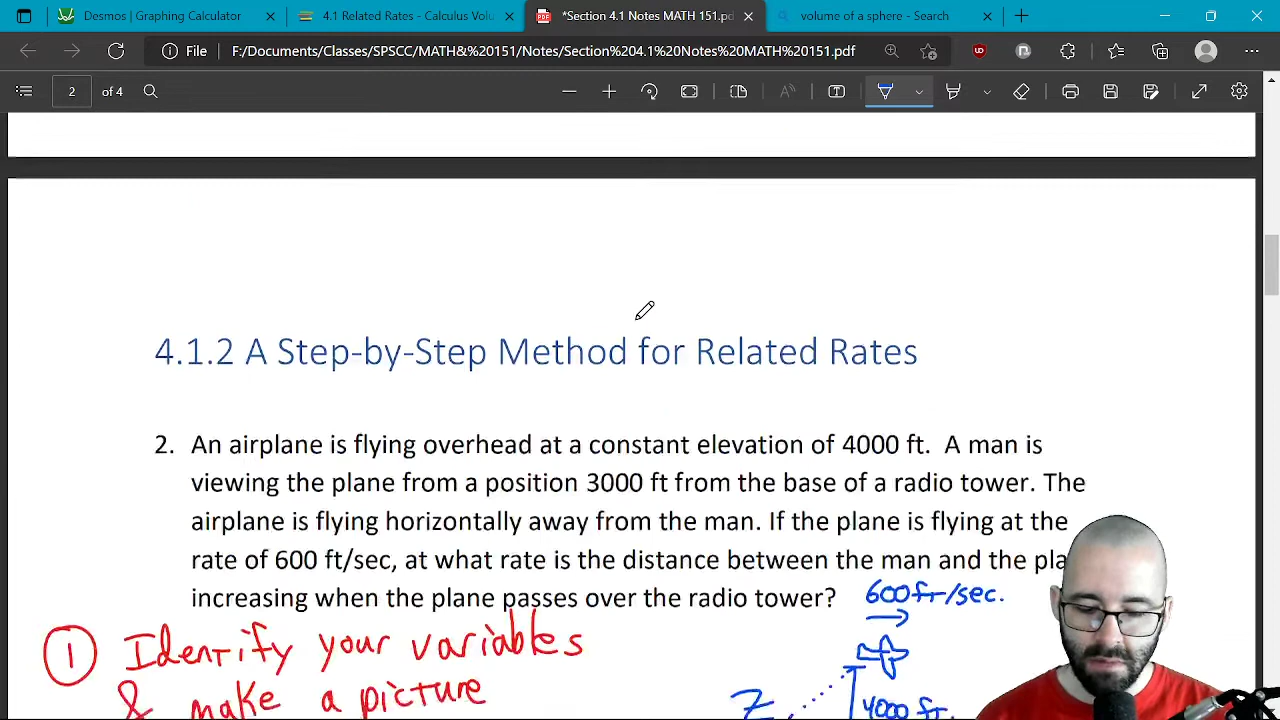 Desmos | Graphing Calculator
4.1 Related Rates - Calculus Volu
*Section 4.1 Notes MATH 151.pd
volume of a sphere - Search
File
F:/Documents/Classes/SPSCC/MATH&%20151/Notes/Section%204.1%20Notes%20MATH%20151.pdf
2 of 4
4.1.2 A Step-by-Step Method for Related Rates
2. An airplane is flying overhead at a constant elevation of 4000 ft. A man is
viewing the plane from a position 3000 ft from the base of a radio tower. The
airplane is flying horizontally away from the man. If the plane is flying at the
rate of 600 ft/sec, at what rate is the distance between the man and the pla
increasing when the plane passes over the radio tower?
600 ft/sec.
① Identify your variables
& make a picture
Z
4000 ft.